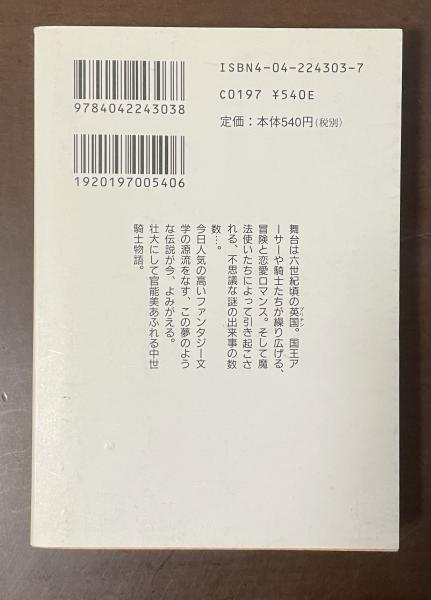 ISBN4-04-224303-7
C0197 ¥540E
定価：本体540円（税別）
9784042243038
1920197005406
舞台は六世紀頃の英国。国王ア
ブリテン
ーサーや騎士たちが繰り広げる、
冒険と恋愛ロマンス。そして魔
法使いたちによって引き起こさ
れる、不思議な謎の出来事の数
数…。
今日人気の高いファンタジー文
学の源流をなす、この夢のよう
な伝説が今、よみがえる。
壮大にして官能美あふれる中世
騎士物語。